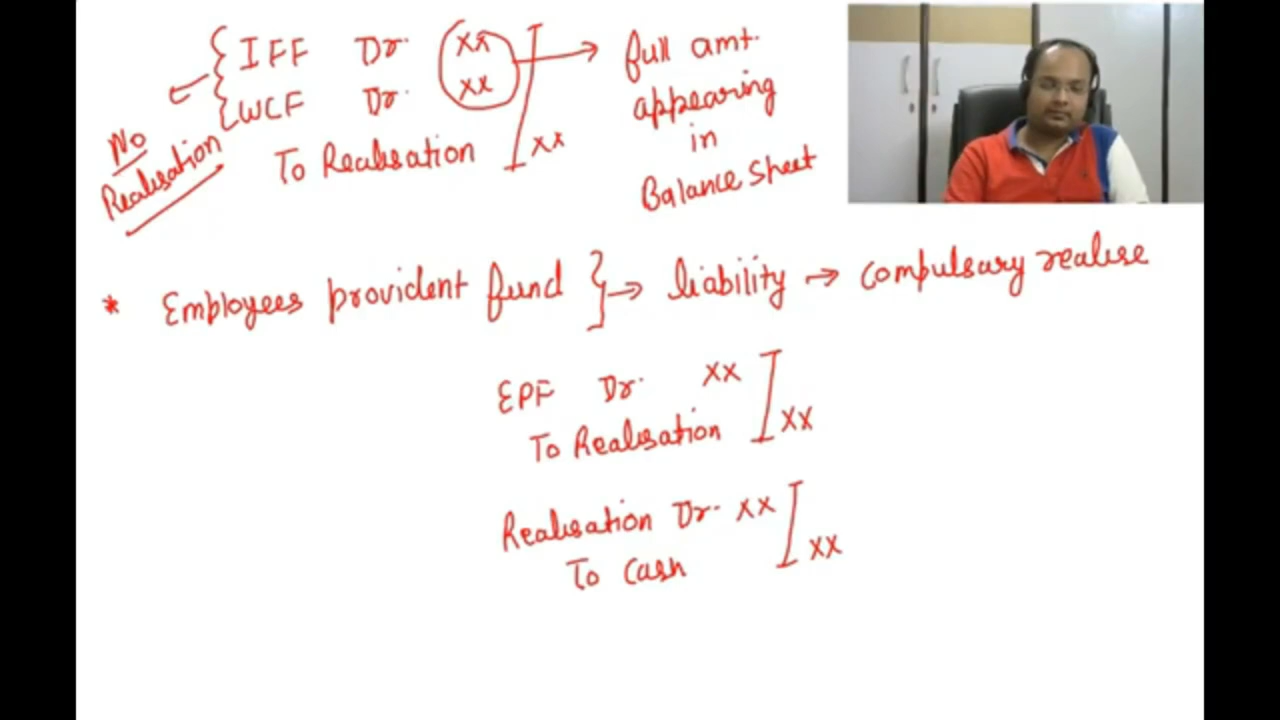 IFF Dr. xx
WCF Dr. xx
To Realisation xx
No
Realisation
full amt.
appearing
in
Balance Sheet
* Employees provident fund } → liability → compulsary realise
EPF Dr. xx
To Realisation xx
Realisation Dr. xx
To Cash xx